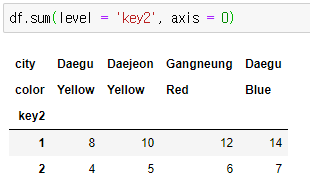 df.sum(level = 'key2', axis = 0)
city Daegu Daejeon Gangneung Daegu
color Yellow Yellow Red Blue
key2
1 8 10 12 14
2 4 5 6 7